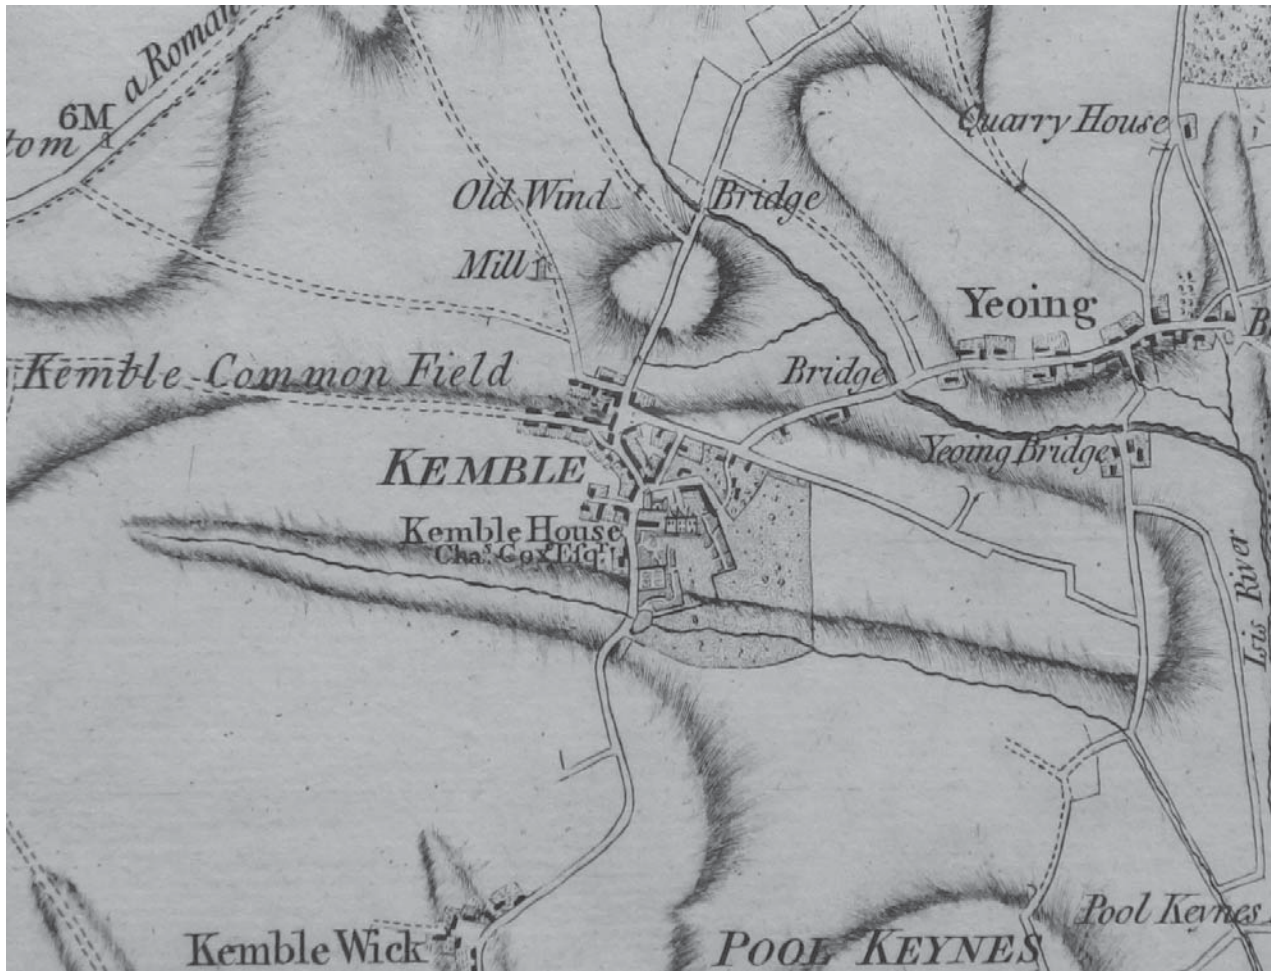 a Roman
6M
tom
Quarry House
Old Wind
Bridge
Mill
Yeoing
B
Kemble Common Field
Bridge
KEMBLE
Yeoing Bridge
Kemble House
Chas. Cox Esqr.
Isis River
Pool Keynes
Kemble Wick
POOL KEYNES